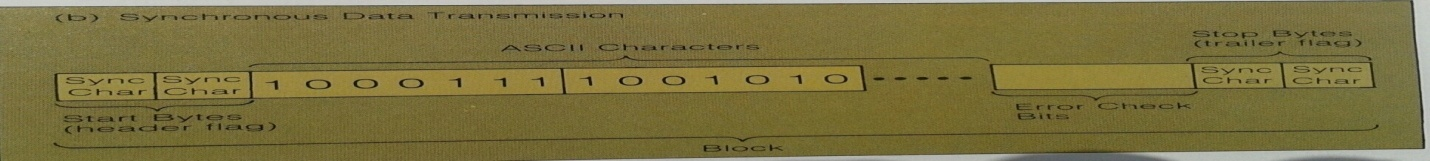 (b) Synchronous Data Transmission
ASCII Characters
Stop Bytes
(trailer flag)
Sync Char
Sync Char
1 0 0 0 1 1 1
1 0 0 1 0 1 0
Sync Char
Sync Char
Start Bytes
(header flag)
Error Check
Bits
Block